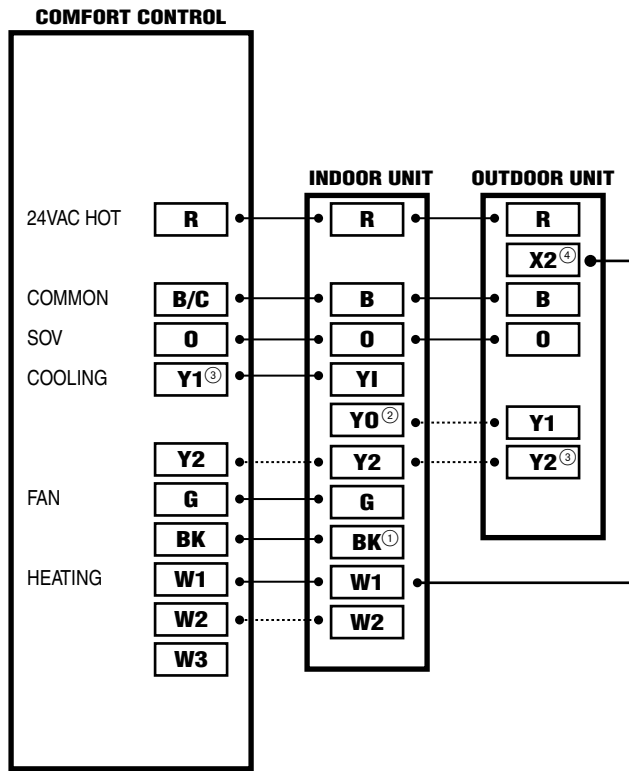 COMFORT CONTROL
INDOOR UNIT OUTDOOR UNIT
24VAC HOT R R R
X2④
COMMON B/C B B
SOV O O O
COOLING Y1③ YI
YO② Y1
Y2 Y2 Y2③
FAN G G
BK BK①
HEATING W1 W1
W2 W2
W3